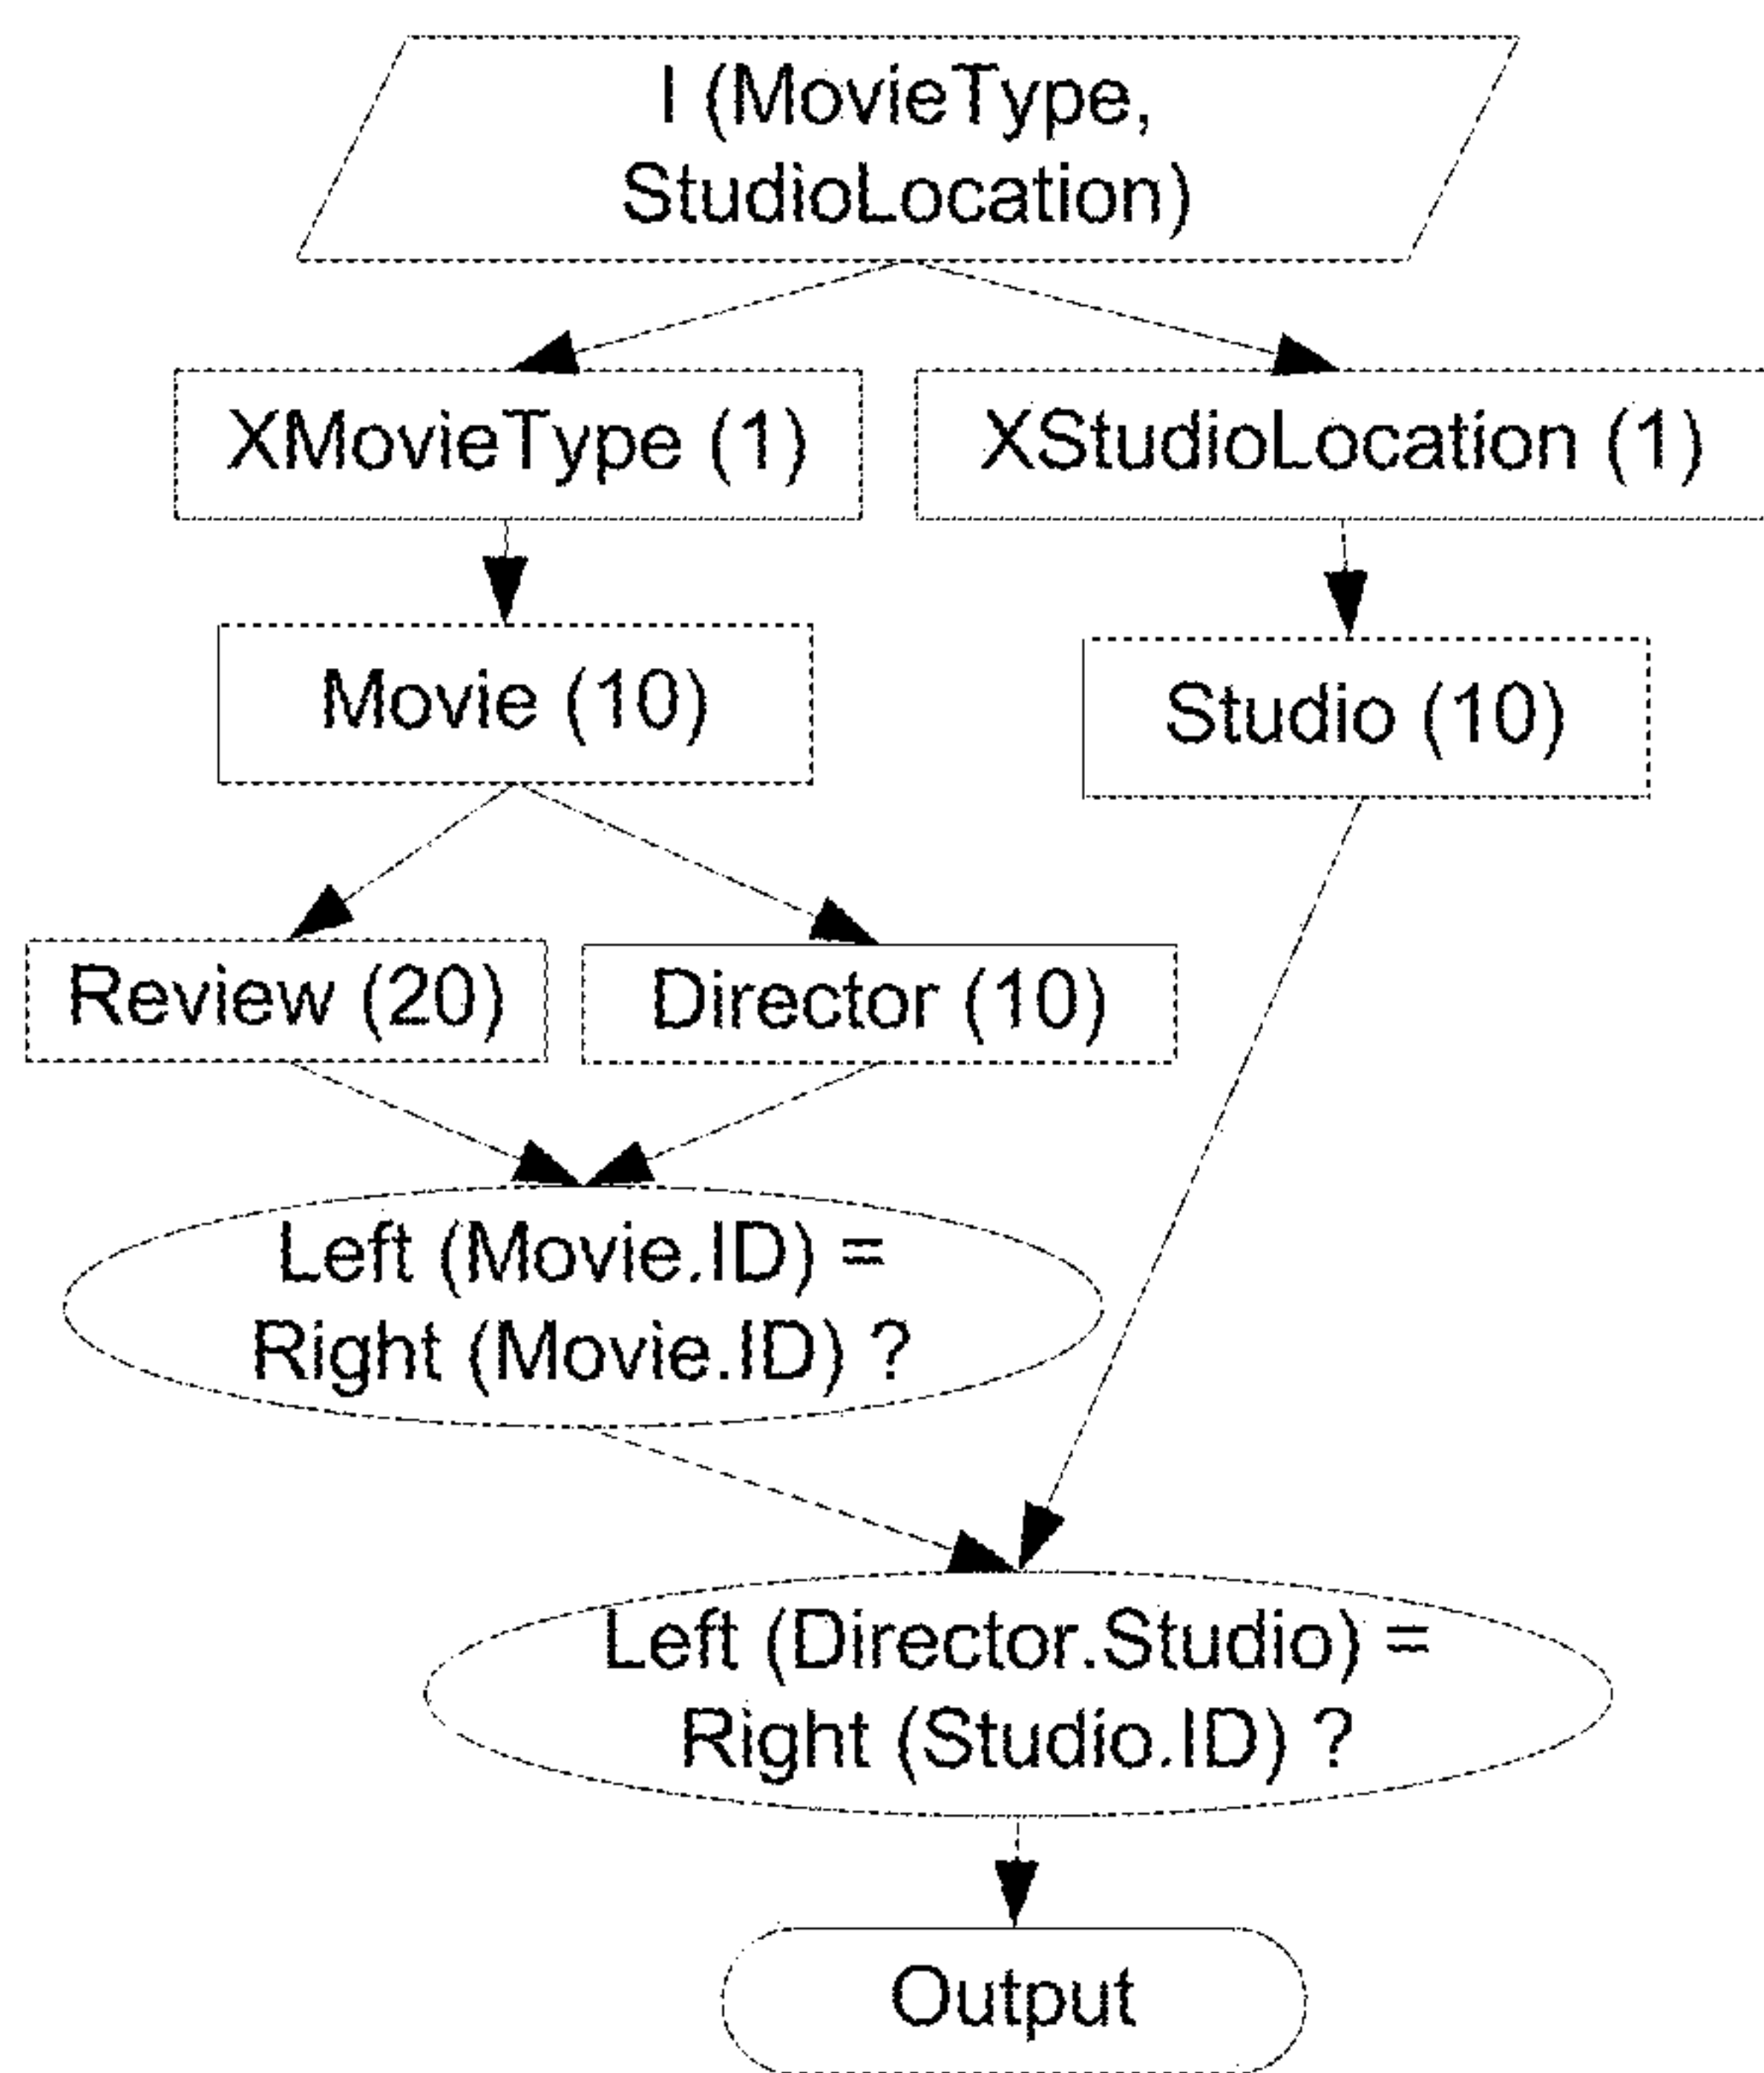 I (MovieType,
StudioLocation)
XMovieType (1)
XStudioLocation (1)
Movie (10)
Studio (10)
Review (20)
Director (10)
Left (Movie.ID) =
Right (Movie.ID) ?
Left (Director.Studio) =
Right (Studio.ID) ?
Output